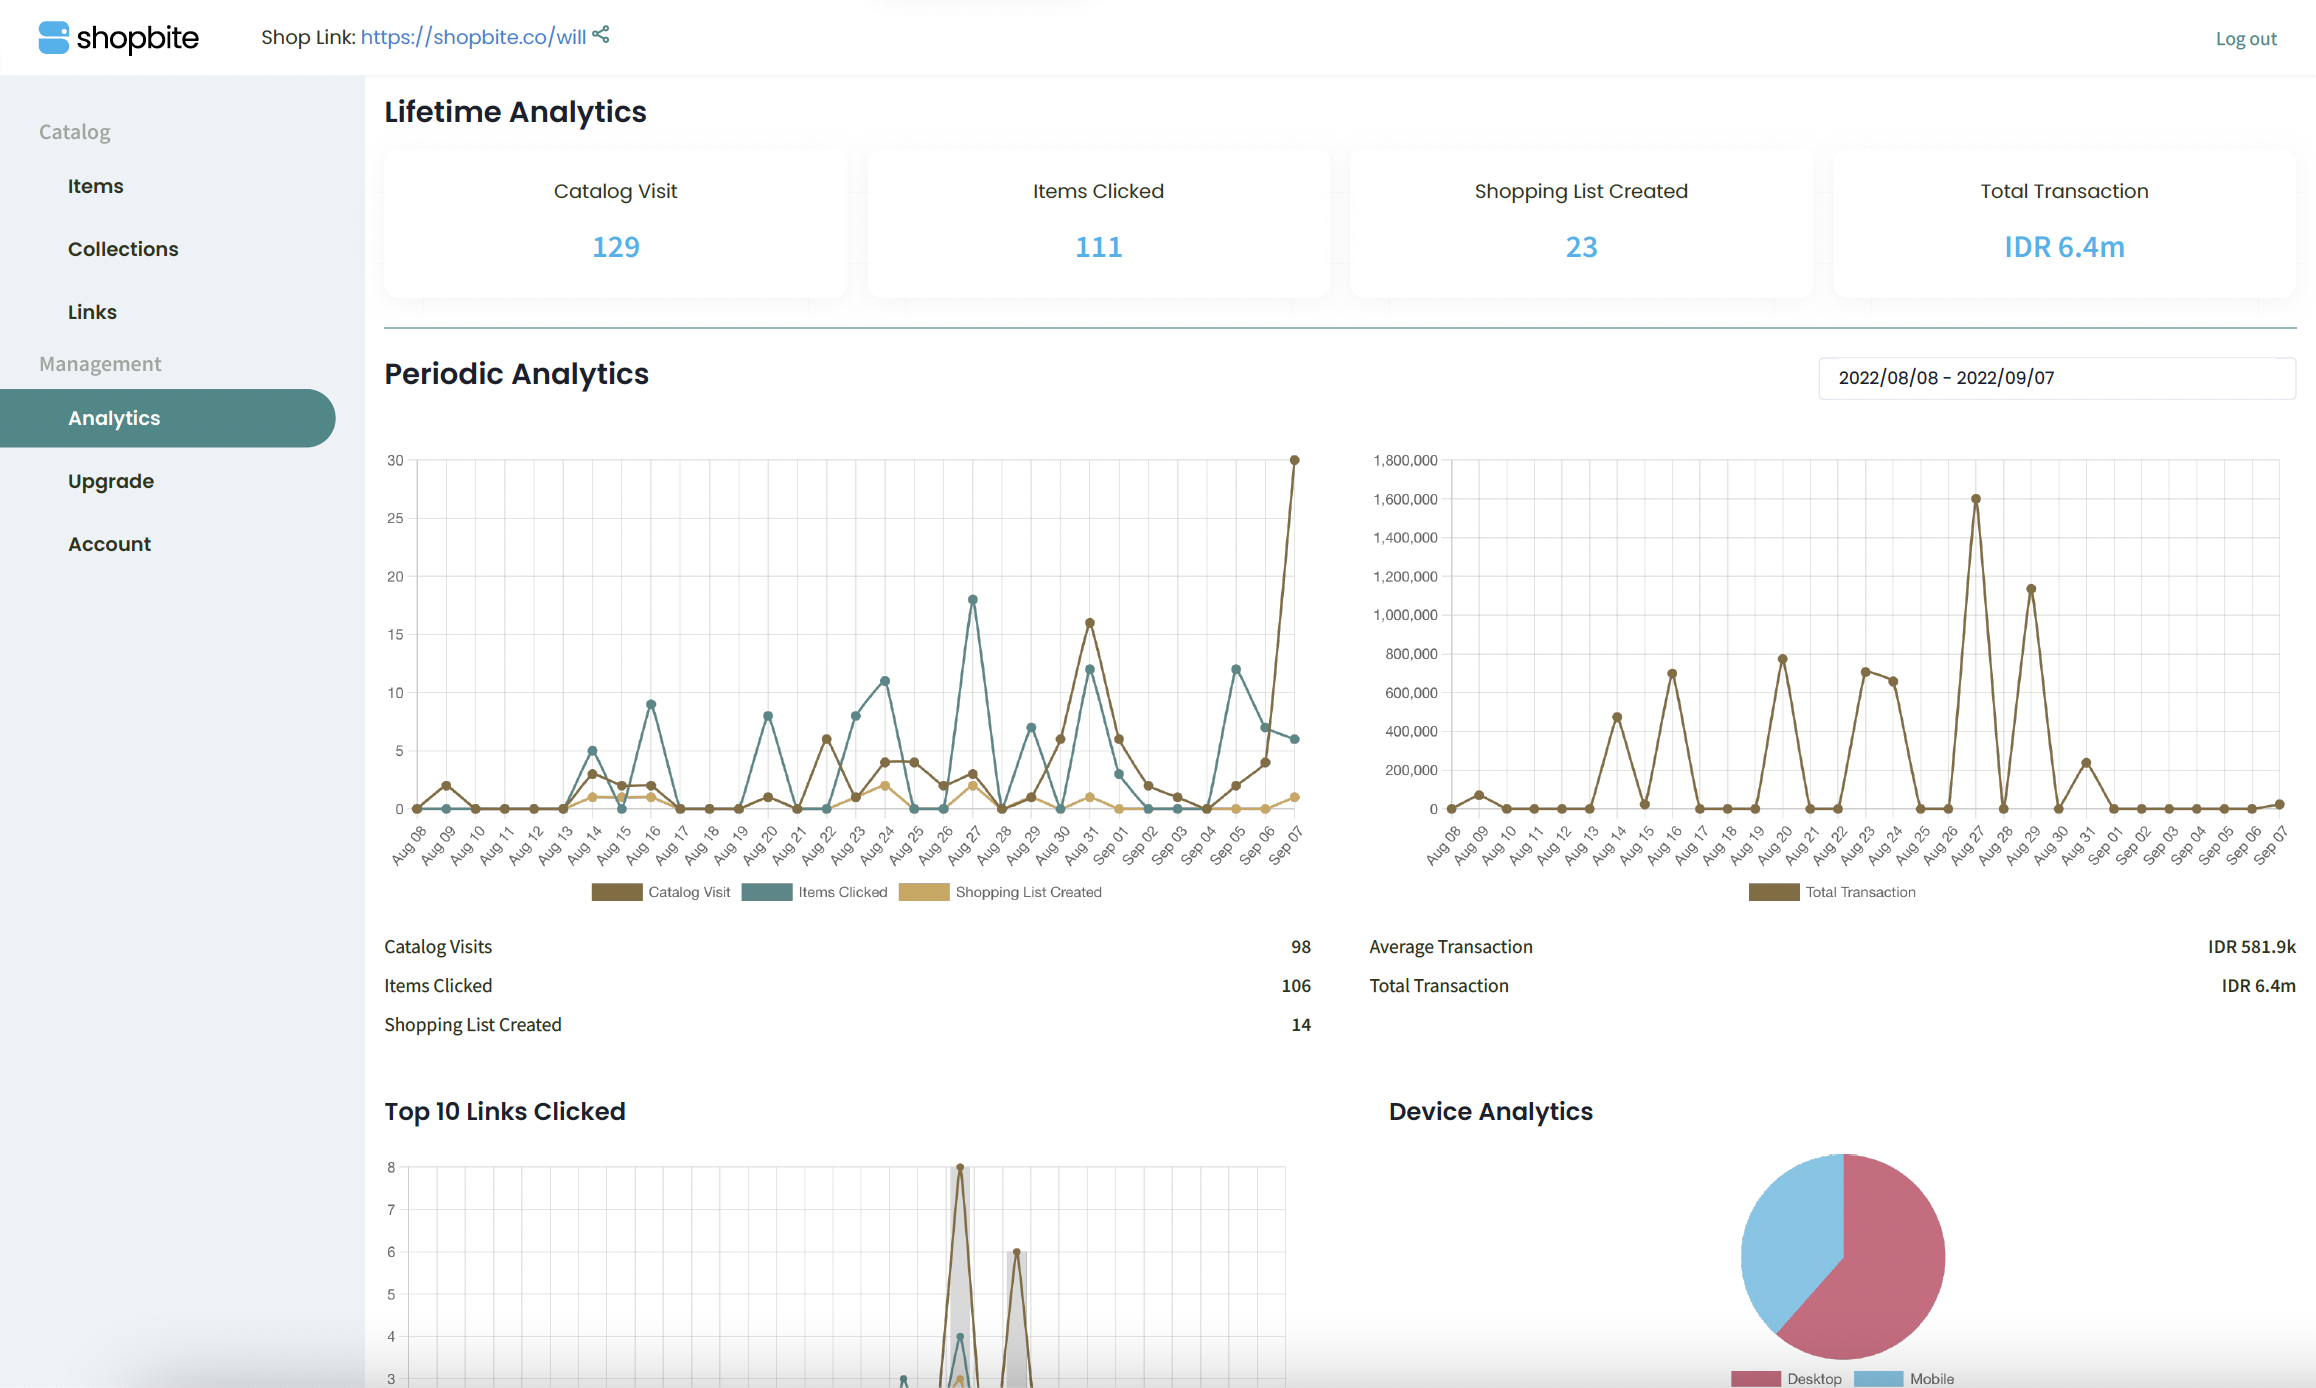 shopbite
Shop Link: https://shopbite.co/will
Log out
Catalog
Items
Collections
Links
Management
Analytics
Upgrade
Account
Lifetime Analytics
Catalog Visit
129
Items Clicked
111
Shopping List Created
23
Total Transaction
IDR 6.4m
Periodic Analytics
2022/08/08 - 2022/09/07
30
25
20
15
10
5
0
Aug 08 Aug 09 Aug 10 Aug 11 Aug 12 Aug 13 Aug 14 Aug 15 Aug 16 Aug 17 Aug 18 Aug 19 Aug 20 Aug 21 Aug 22 Aug 23 Aug 24 Aug 25 Aug 26 Aug 27 Aug 28 Aug 29 Aug 30 Aug 31 Sep 01 Sep 02 Sep 03 Sep 04 Sep 05 Sep 06 Sep 07
Catalog Visit Items Clicked Shopping List Created
1,800,000
1,600,000
1,400,000
1,200,000
1,000,000
800,000
600,000
400,000
200,000
0
Aug 08 Aug 09 Aug 10 Aug 11 Aug 12 Aug 13 Aug 14 Aug 15 Aug 16 Aug 17 Aug 18 Aug 19 Aug 20 Aug 21 Aug 22 Aug 23 Aug 24 Aug 25 Aug 26 Aug 27 Aug 28 Aug 29 Aug 30 Aug 31 Sep 01 Sep 02 Sep 03 Sep 04 Sep 05 Sep 06 Sep 07
Total Transaction
Catalog Visits 98
Items Clicked 106
Shopping List Created 14
Average Transaction IDR 581.9k
Total Transaction IDR 6.4m
Top 10 Links Clicked
8
7
6
5
4
3
Device Analytics
Desktop Mobile